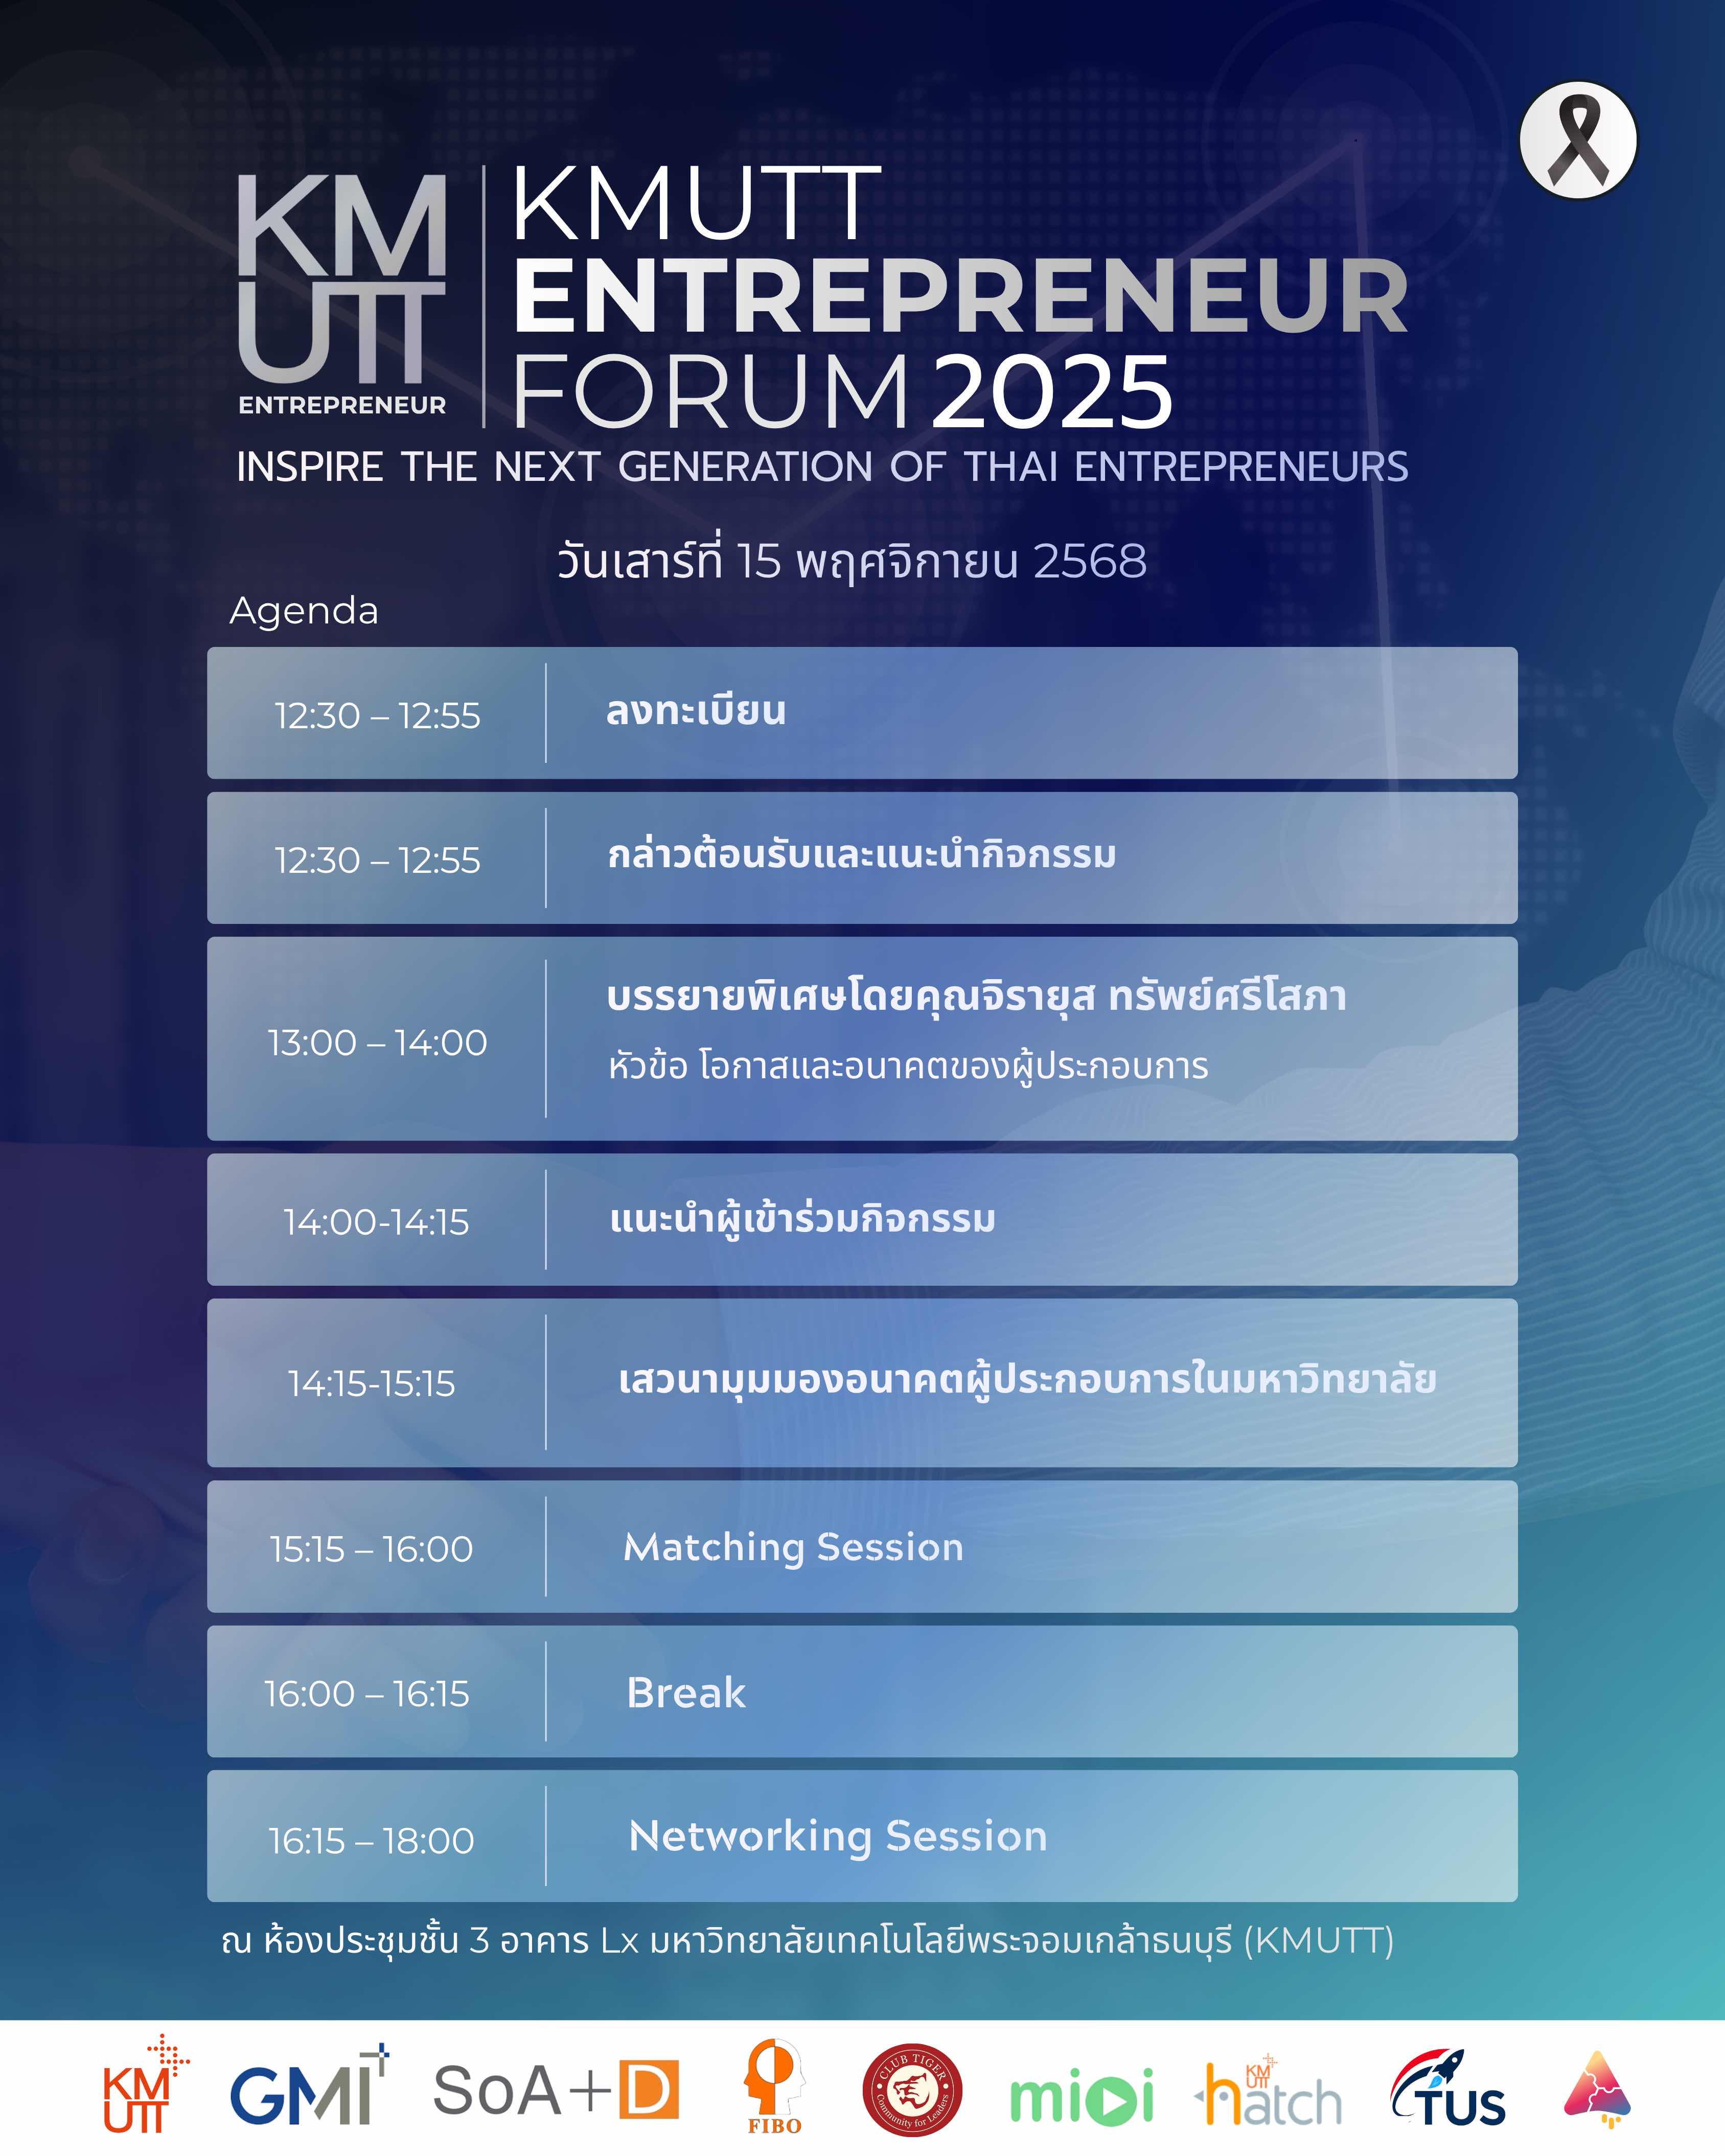 KM
UTT
ENTREPRENEUR
KMUTT
ENTREPRENEUR
FORUM 2025
INSPIRE THE NEXT GENERATION OF THAI ENTREPRENEURS
วันเสาร์ที่ 15 พฤศจิกายน 2568
Agenda
12:30 – 12:55 ลงทะเบียน
12:30 – 12:55 กล่าวต้อนรับและแนะนำกิจกรรม
13:00 – 14:00 บรรยายพิเศษโดยคุณจิรายุส ทรัพย์ศรีโสภา
หัวข้อ โอกาสและอนาคตของผู้ประกอบการ
14:00-14:15 แนะนำผู้เข้าร่วมกิจกรรม
14:15-15:15 เสวนามุมมองอนาคตผู้ประกอบการในมหาวิทยาลัย
15:15 – 16:00 Matching Session
16:00 – 16:15 Break
16:15 – 18:00 Networking Session
ณ ห้องประชุมชั้น 3 อาคาร Lx มหาวิทยาลัยเทคโนโลยีพระจอมเกล้าธนบุรี (KMUTT)
KM
UTT
GMI
SoA+D
FIBO
CLUB TIGER
Community for Leaders
KM
UTT
hatch
TUS